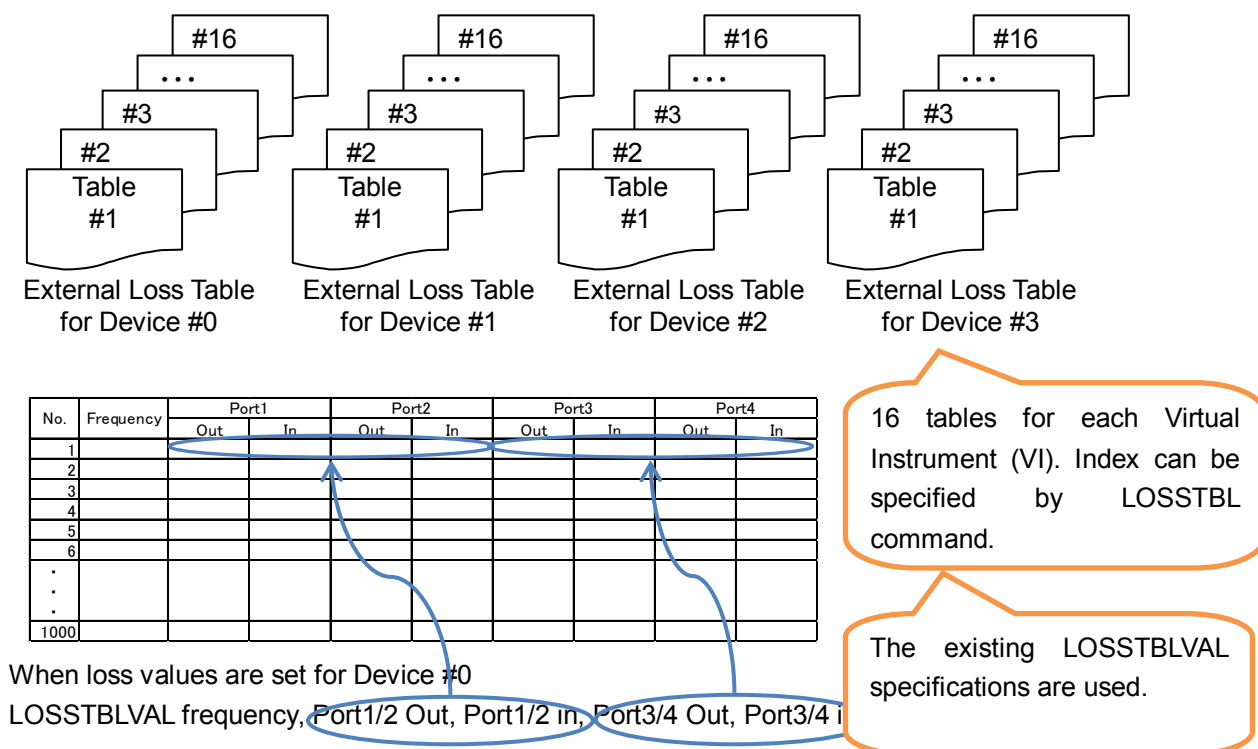 #16 #16 #16 #16
... ... ... ...
#3 #3 #3 #3
#2 #2 #2 #2
Table Table Table Table
#1 #1 #1 #1
External Loss Table External Loss Table External Loss Table External Loss Table
for Device #0 for Device #1 for Device #2 for Device #3
No. Frequency Port1 Port2 Port3 Port4
Out In Out In Out In Out In
1
2
3
4
5
6
.
.
.
1000
16 tables for each Virtual
Instrument (VI). Index can be
specified by LOSSTBL
command.
The existing LOSSTBLVAL
specifications are used.
When loss values are set for Device #0
LOSSTBLVAL frequency, Port1/2 Out, Port1/2 in, Port3/4 Out, Port3/4